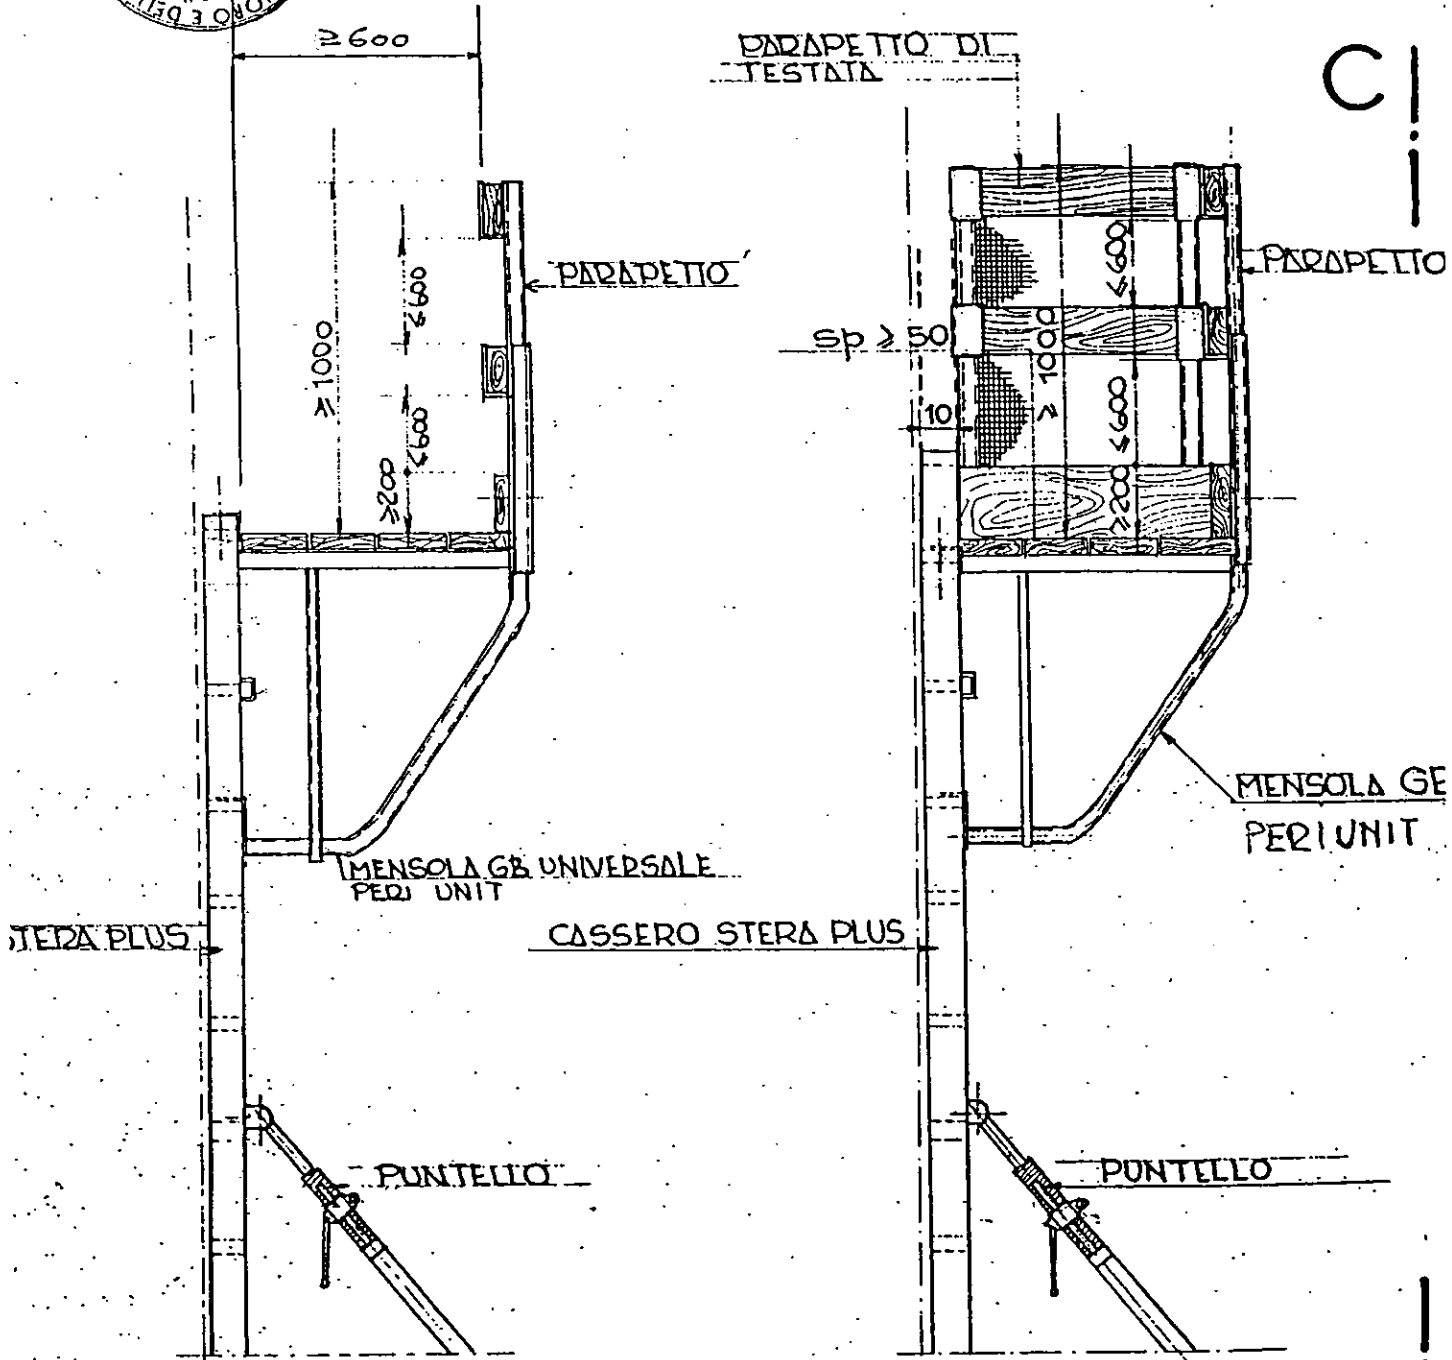 ≥600
PARAPETTO DI
TESTATA
C
PARAPETTO
PARAPETTO
≥1000
≤600
≤600
≥200
sp ≥ 50
10
≥ 1000
≤600
≤600
≥200
MENSOLA GB UNIVERSALE
PERI UNIT
MENSOLA GE
PERI UNIT
STERA PLUS
CASSERO STERA PLUS
PUNTELLO
PUNTELLO